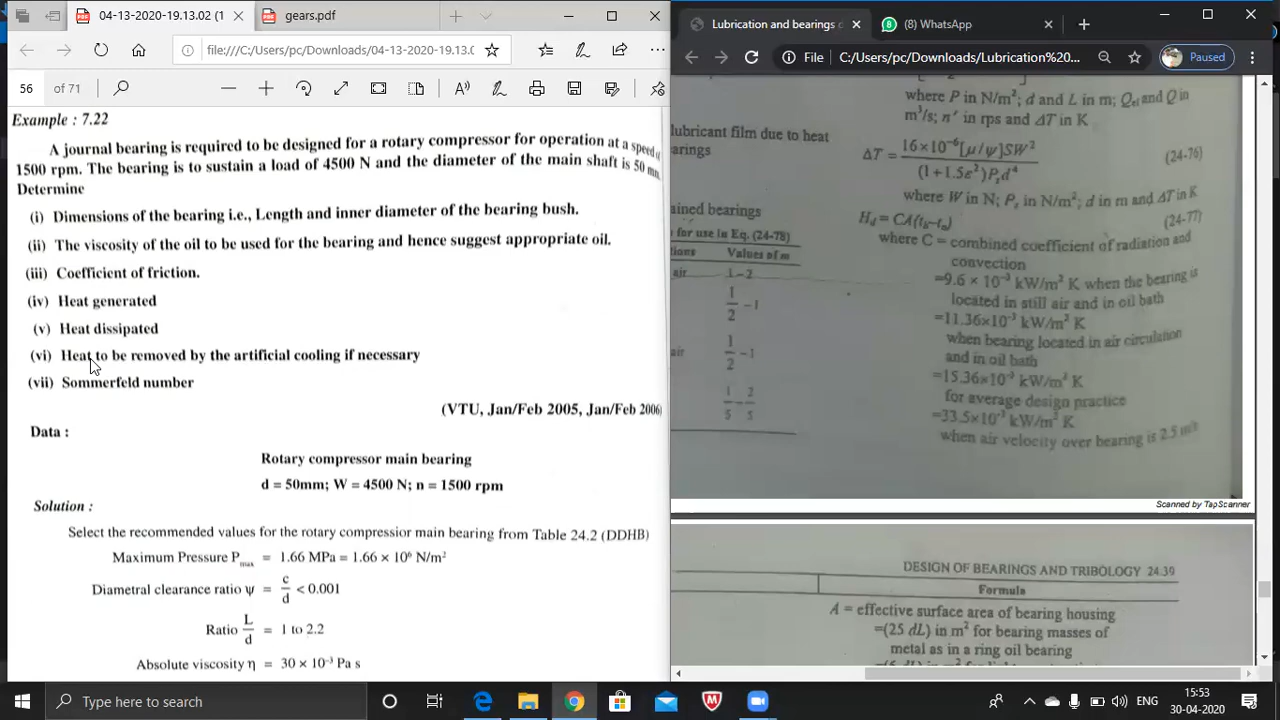 04-13-2020-19.13.02 (1
gears.pdf
file:///C:/Users/pc/Downloads/04-13-2020-19.13.0
56 of 71
Example : 7.22
A journal bearing is required to be designed for a rotary compressor for operation at a speed
1500 rpm. The bearing is to sustain a load of 4500 N and the diameter of the main shaft is 50 mm.
Determine
(i) Dimensions of the bearing i.e., Length and inner diameter of the bearing bush.
(ii) The viscosity of the oil to be used for the bearing and hence suggest appropriate oil.
(iii) Coefficient of friction.
(iv) Heat generated
(v) Heat dissipated
(vi) Heat to be removed by the artificial cooling if necessary
(vii) Sommerfeld number
(VTU, Jan/Feb 2005, Jan/Feb 2006)
Data :
Rotary compressor main bearing
d = 50mm; W = 4500 N; n = 1500 rpm
Solution :
Select the recommended values for the rotary compressior main bearing from Table 24.2 (DDHB)
Maximum Pressure Pmax = 1.66 MPa = 1.66 × 10⁶ N/m²
Diametral clearance ratio ψ = c/d < 0.001
Ratio L/d = 1 to 2.2
Absolute viscosity η = 30 × 10⁻³ Pa s
Lubrication and bearings d
(8) WhatsApp
File C:/Users/pc/Downloads/Lubrication%20...
Paused
where P in N/m²; d and L in m; Qel and Q in
m³/s; n' in rps and ΔT in K
lubricant film due to heat
arings
ΔT = 16×10⁻⁶[μ/ψ]SW² / (1+1.5ε²)Psd⁴ (24-76)
where W in N; Ps in N/m²; d in m and ΔT in K
ained bearings
Hd = CA(tb–ta) (24-77)
for use in Eq. (24-78)
where C = combined coefficient of radiation and
convection
tions Values of m
air 1–2
=9.6 × 10⁻³ kW/m² K when the bearing is
located in still air and in oil bath
1/2 –1
=11.36×10⁻³ kW/m² K
when bearing located in air circulation
air 1/2 –1
and in oil bath
=15.36×10⁻³ kW/m² K
for average design practice
1/5 – 2/5
=33.5×10⁻³ kW/m² K
when air velocity over bearing is 2.5 m/s
Scanned by TapScanner
DESIGN OF BEARINGS AND TRIBOLOGY 24.39
Formula
A = effective surface area of bearing housing
=(25 dL) in m² for bearing masses of
metal as in a ring oil bearing
Type here to search
ENG
15:53
30-04-2020